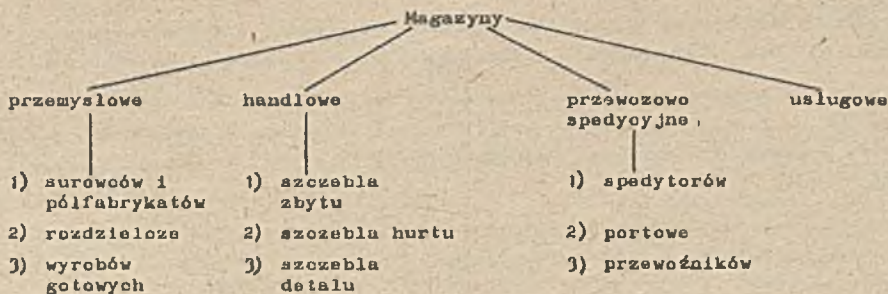 Magazyny
przemysłowe
handlowe
przewozowo
spedycyjne
usługowe
1) surowców i
półfabrykatów
2) rozdzielcze
3) wyrobów
gotowych
1) szczebla
zbytu
2) szczebla hurtu
3) szczebla
detalu
1) spedytorów
2) portowe
3) przewoźników